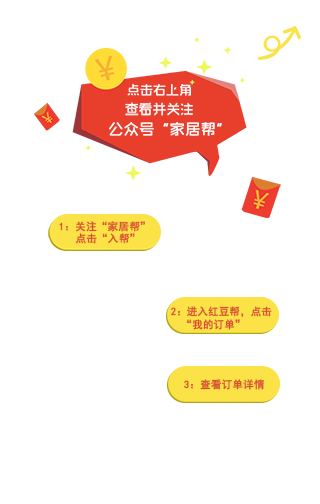 点击右上角
查看并关注
公众号“家居帮”
1：关注“家居帮”
点击“入帮”
2：进入红豆帮，点击
“我的订单”
3：查看订单详情
¥
¥
¥